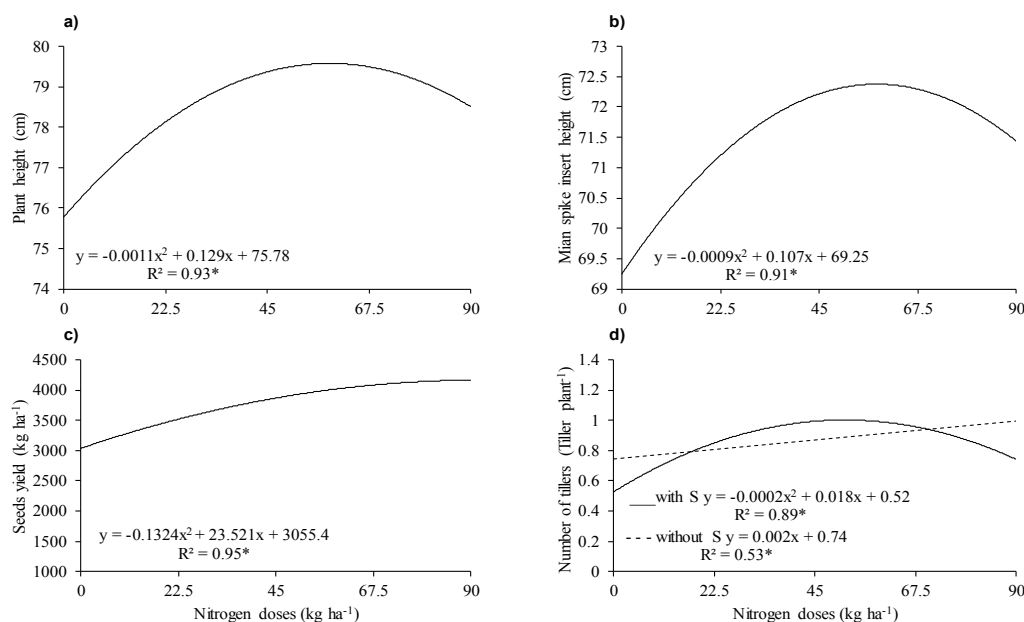 a)
Plant height (cm)
80
79
78
77
76
75
74
y = -0.0011x² + 0.129x + 75.78
R² = 0.93*
0 22.5 45 67.5 90
b)
Mian spike insert height (cm)
73
72.5
72
71.5
71
70.5
70
69.5
69
y = -0.0009x² + 0.107x + 69.25
R² = 0.91*
0 22.5 45 67.5 90
c)
Seeds yield (kg ha⁻¹)
4500
4000
3500
3000
2500
2000
1500
1000
y = -0.1324x² + 23.521x + 3055.4
R² = 0.95*
0 22.5 45 67.5 90
Nitrogen doses (kg ha⁻¹)
d)
Number of tillers (Tiller plant⁻¹)
1.4
1.2
1
0.8
0.6
0.4
0.2
0
with S y = -0.0002x² + 0.018x + 0.52
R² = 0.89*
without S y = 0.002x + 0.74
R² = 0.53*
0 22.5 45 67.5 90
Nitrogen doses (kg ha⁻¹)